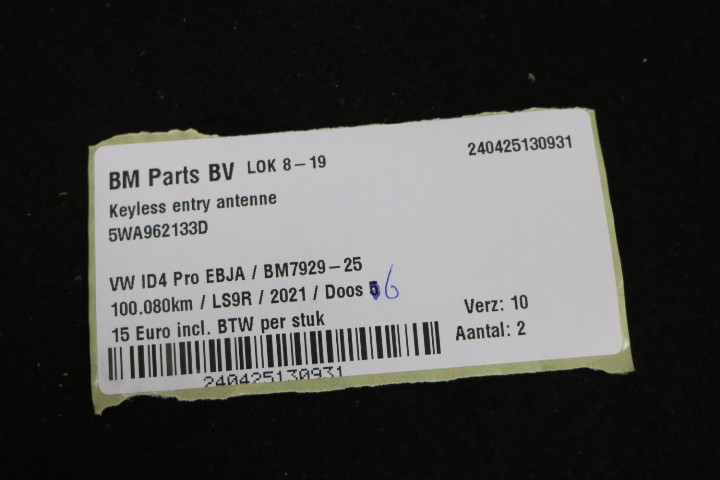 BM Parts BV LOK 8-19 240425130931
Keyless entry antenne
5WA962133D
VW ID4 Pro EBJA / BM7929-25
100.080km / LS9R / 2021 / Doos 5 6
15 Euro incl. BTW per stuk Verz: 10
Aantal: 2
240425130931